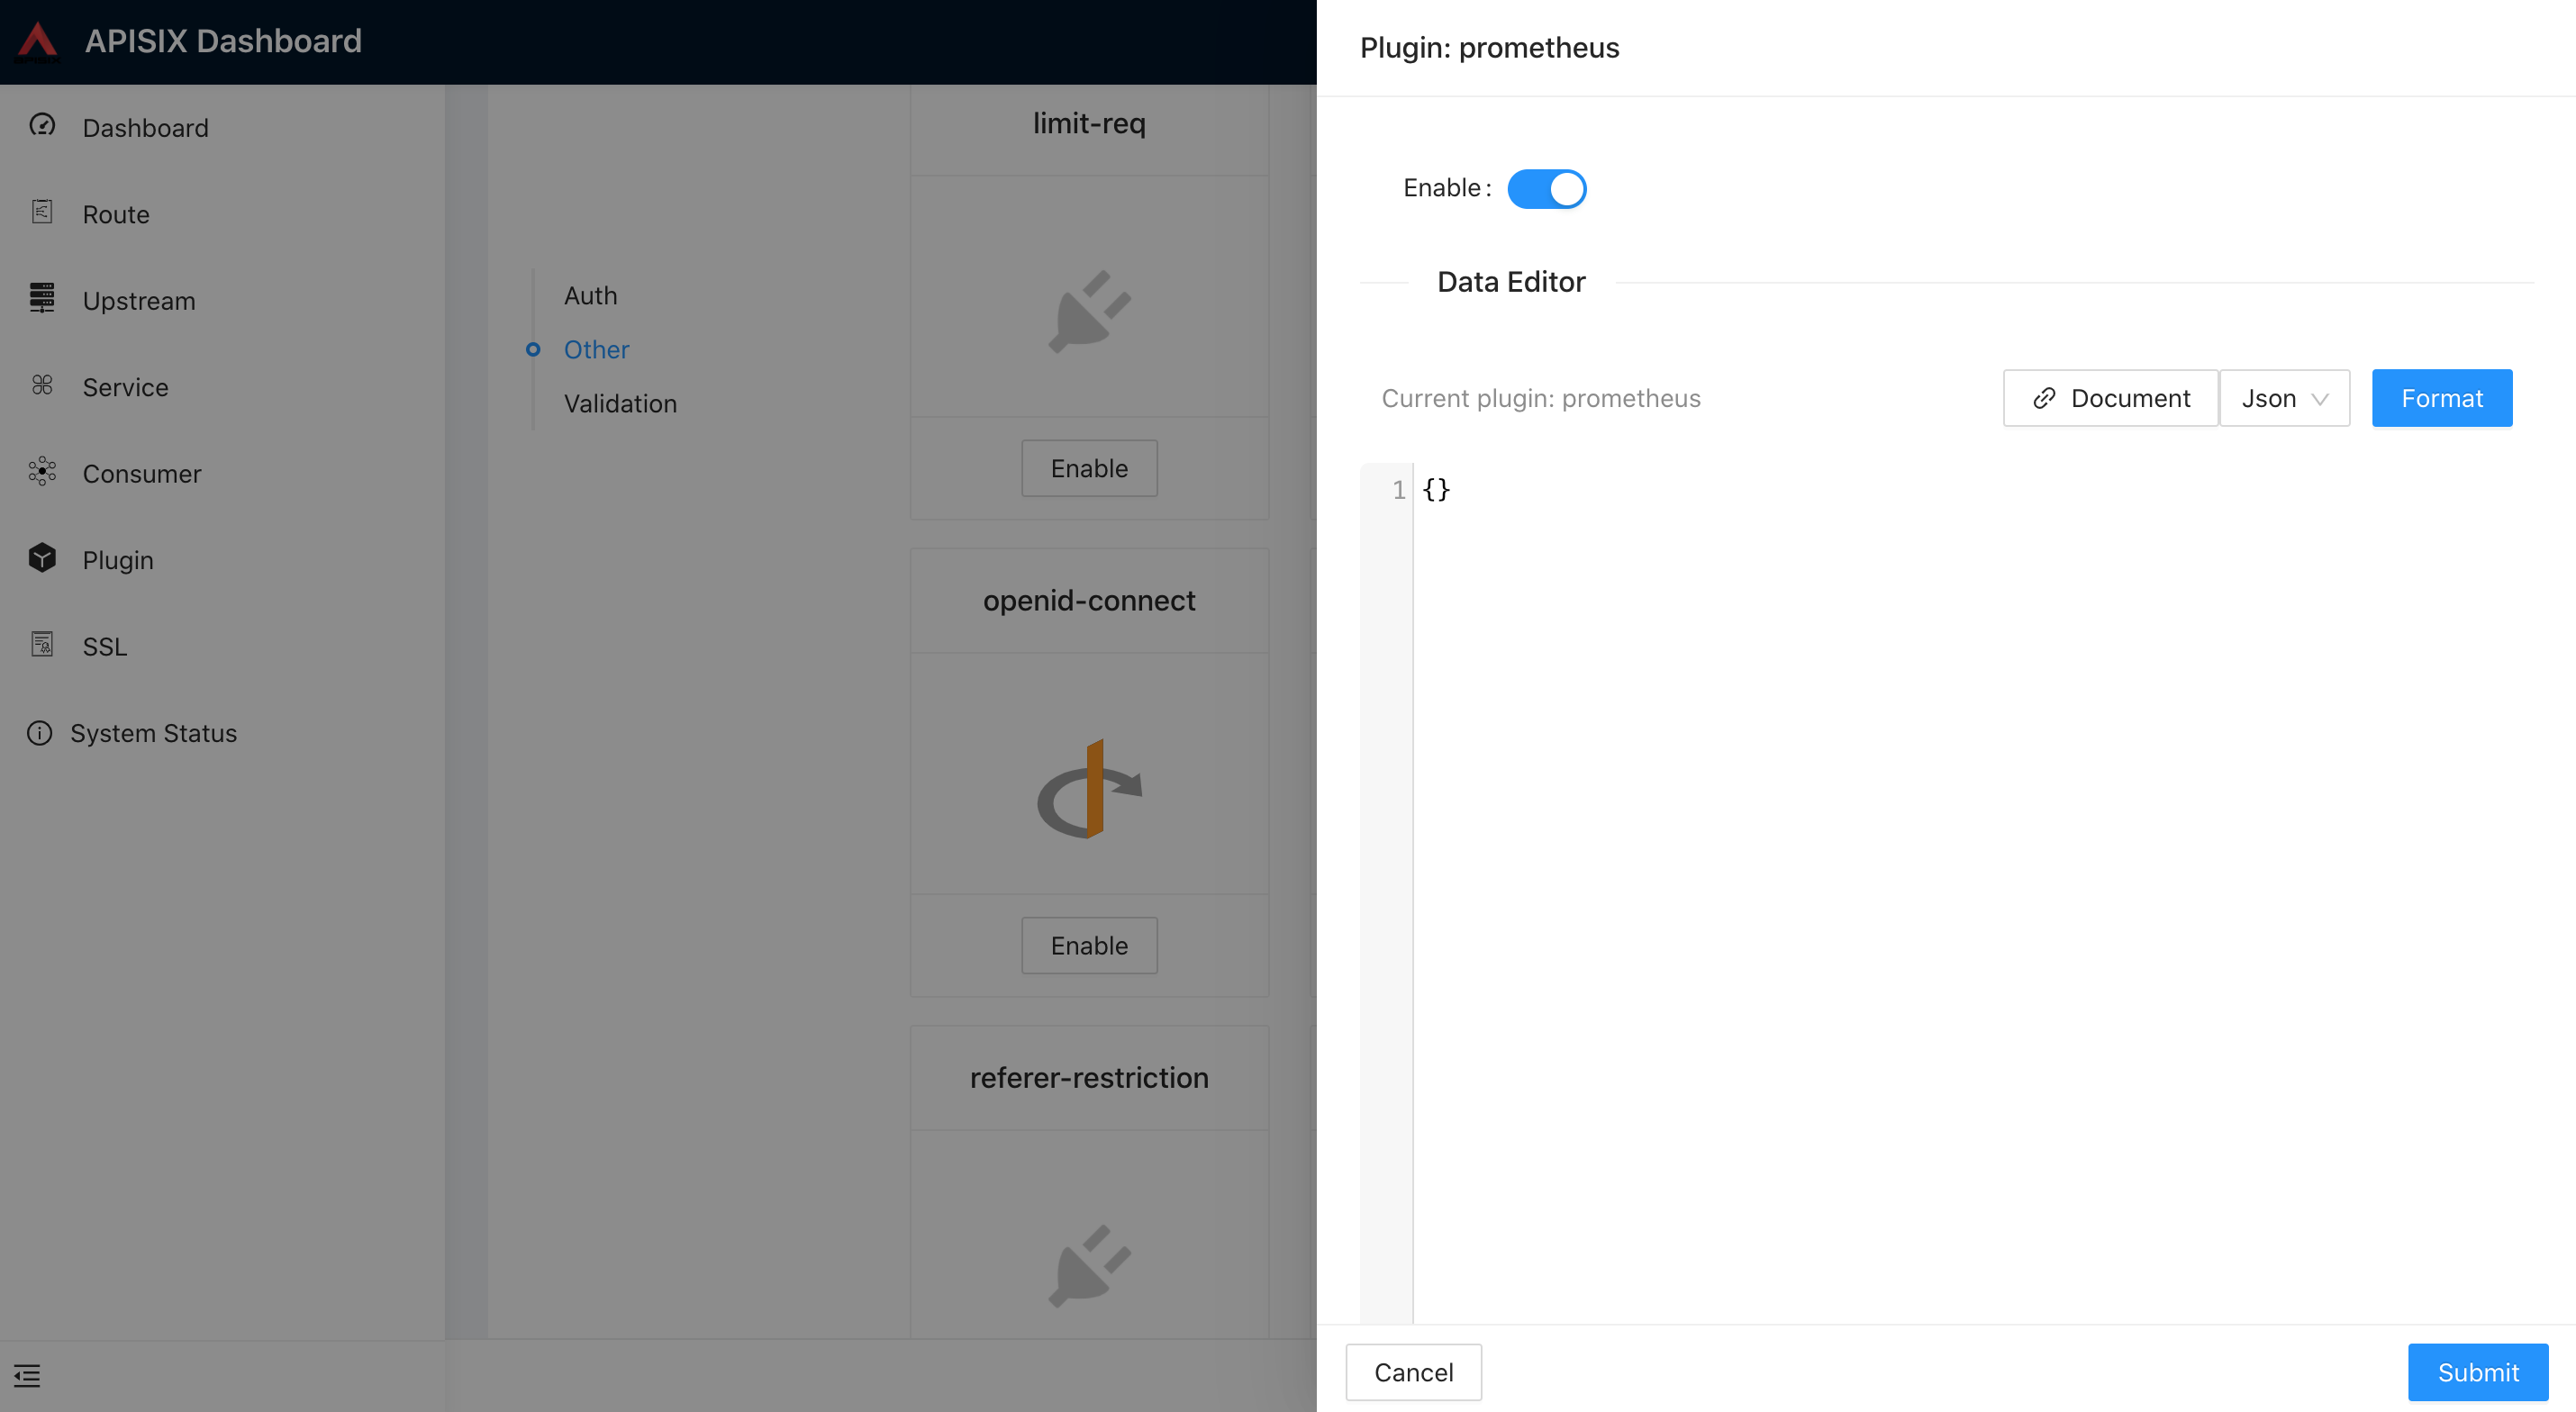 APISIX Dashboard
Dashboard
Route
Upstream
Service
Consumer
Plugin
SSL
System Status
Auth
Other
Validation
limit-req
Enable
openid-connect
Enable
referer-restriction
Plugin: prometheus
Enable :
Data Editor
Current plugin: prometheus
Document
Json
Format
1 {}
Cancel
Submit